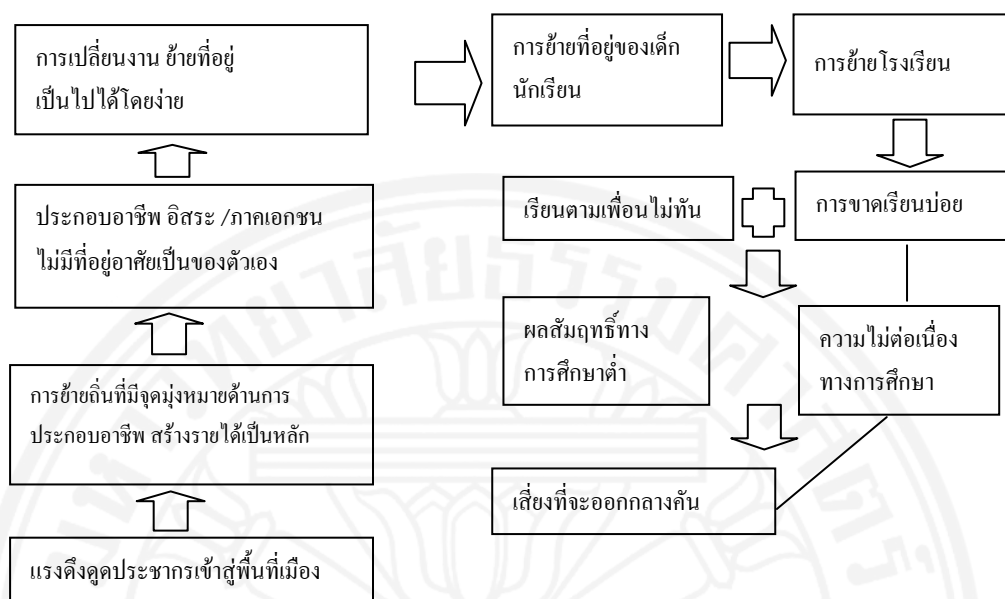 การเปลี่ยนงาน ย้ายที่อยู่
เป็นไปได้โดยง่าย
การย้ายที่อยู่ของเด็ก
นักเรียน
การย้ายโรงเรียน
ประกอบอาชีพ อิสระ /ภาคเอกชน
ไม่มีที่อยู่อาศัยเป็นของตัวเอง
เรียนตามเพื่อนไม่ทัน
การขาดเรียนบ่อย
ผลสัมฤทธิ์ทาง
การศึกษาต่ำ
ความไม่ต่อเนื่อง
ทางการศึกษา
การย้ายถิ่นที่มีจุดมุ่งหมายด้านการ
ประกอบอาชีพ สร้างรายได้เป็นหลัก
เสี่ยงที่จะออกกลางคัน
แรงดึงดูดประชากรเข้าสู่พื้นที่เมือง